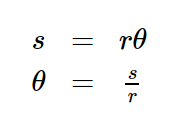 s = rθ
θ = s/r